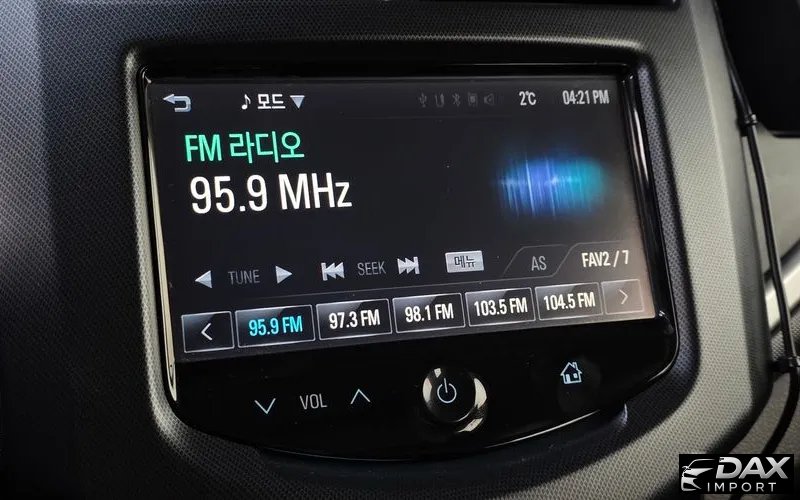 ♪ 모드 ▼ 2℃ 04:21 PM
FM 라디오
95.9 MHz
TUNE SEEK 메뉴 AS FAV2 / 7
95.9 FM 97.3 FM 98.1 FM 103.5 FM 104.5 FM
VOL
DAX
IMPORT